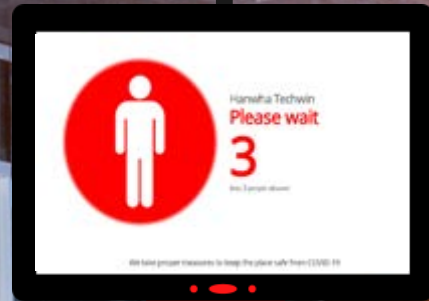 Hanwha Techwin
Please wait
3
We take proper measures to keep the place safe from COVID-19